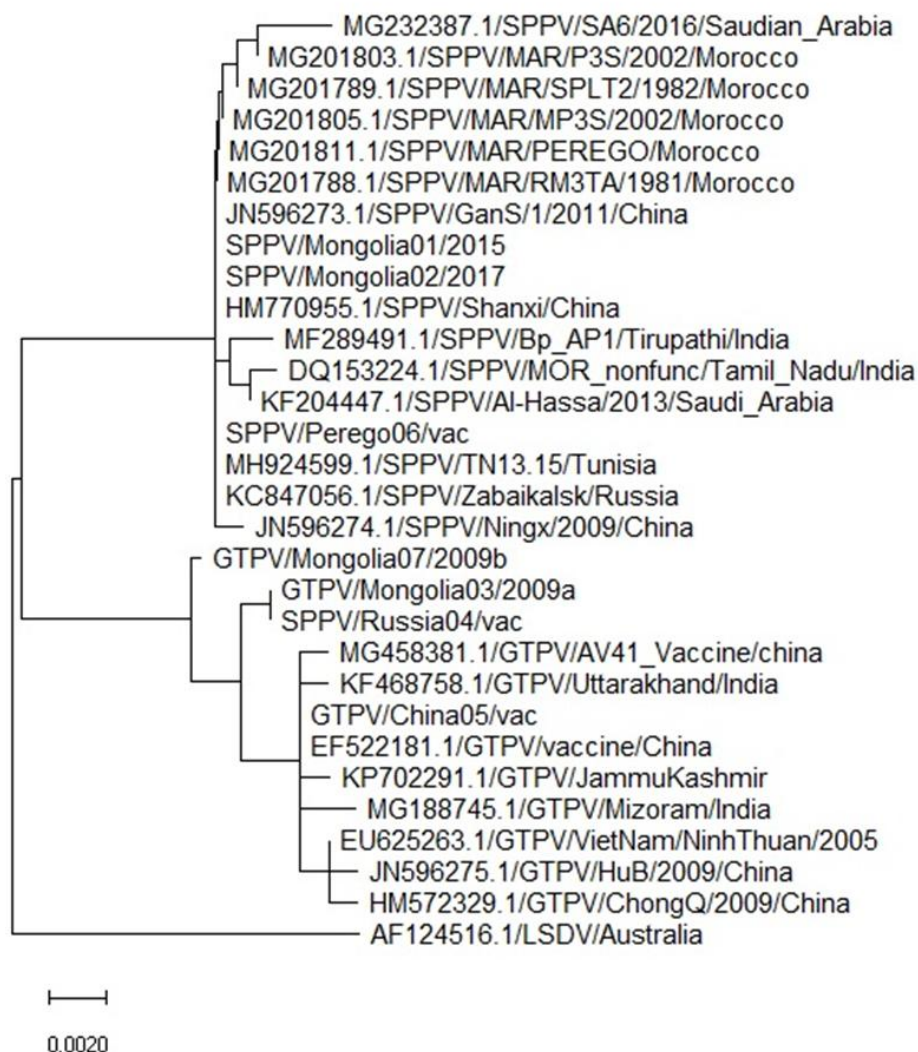 MG232387.1/SPPV/SA6/2016/Saudian_Arabia
MG201803.1/SPPV/MAR/P3S/2002/Morocco
MG201789.1/SPPV/MAR/SPLT2/1982/Morocco
MG201805.1/SPPV/MAR/MP3S/2002/Morocco
MG201811.1/SPPV/MAR/PEREGO/Morocco
MG201788.1/SPPV/MAR/RM3TA/1981/Morocco
JN596273.1/SPPV/GanS/1/2011/China
SPPV/Mongolia01/2015
SPPV/Mongolia02/2017
HM770955.1/SPPV/Shanxi/China
MF289491.1/SPPV/Bp_AP1/Tirupathi/India
DQ153224.1/SPPV/MOR_nonfunc/Tamil_Nadu/India
KF204447.1/SPPV/Al-Hassa/2013/Saudi_Arabia
SPPV/Perego06/vac
MH924599.1/SPPV/TN13.15/Tunisia
KC847056.1/SPPV/Zabaikalsk/Russia
JN596274.1/SPPV/Ningx/2009/China
GTPV/Mongolia07/2009b
GTPV/Mongolia03/2009a
SPPV/Russia04/vac
MG458381.1/GTPV/AV41_Vaccine/china
KF468758.1/GTPV/Uttarakhand/India
GTPV/China05/vac
EF522181.1/GTPV/vaccine/China
KP702291.1/GTPV/JammuKashmir
MG188745.1/GTPV/Mizoram/India
EU625263.1/GTPV/VietNam/NinhThuan/2005
JN596275.1/GTPV/HuB/2009/China
HM572329.1/GTPV/ChongQ/2009/China
AF124516.1/LSDV/Australia
0.0020